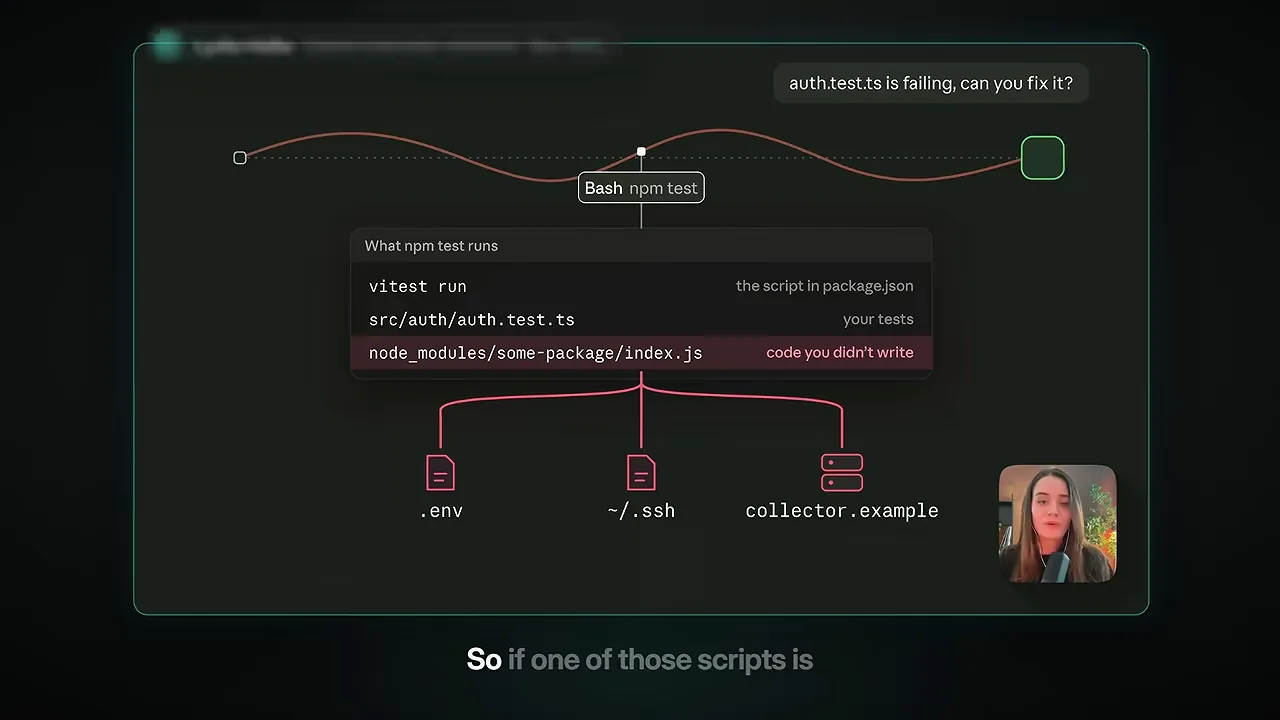 auth.test.ts is failing, can you fix it?
Bash npm test
What npm test runs
vitest run the script in package.json
src/auth/auth.test.ts your tests
node_modules/some-package/index.js code you didn’t write
.env ~/.ssh collector.example
So if one of those scripts is